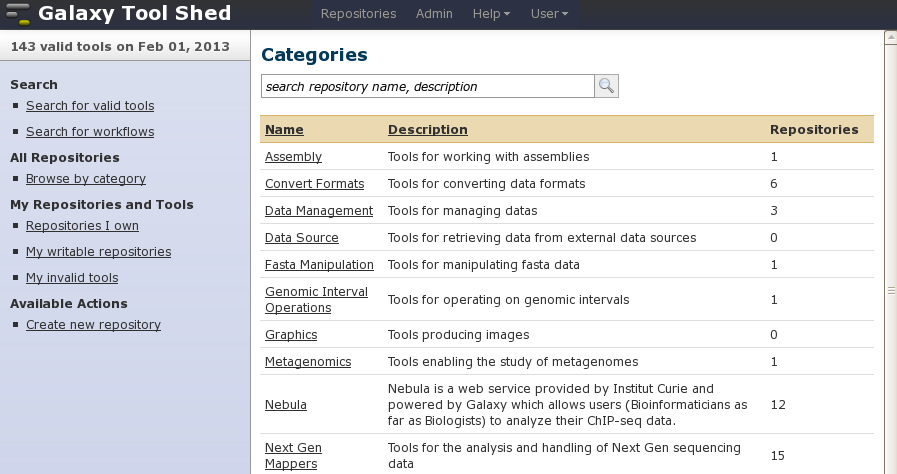 Galaxy Tool Shed
Repositories Admin Help User
143 valid tools on Feb 01, 2013
Search
Search for valid tools
Search for workflows
All Repositories
Browse by category
My Repositories and Tools
Repositories I own
My writable repositories
My invalid tools
Available Actions
Create new repository
Categories
search repository name, description
Name Description Repositories
Assembly Tools for working with assemblies 1
Convert Formats Tools for converting data formats 6
Data Management Tools for managing datas 3
Data Source Tools for retrieving data from external data sources 0
Fasta Manipulation Tools for manipulating fasta data 1
Genomic Interval
Operations
Tools for operating on genomic intervals 1
Graphics Tools producing images 0
Metagenomics Tools enabling the study of metagenomes 1
Nebula
Nebula is a web service provided by Institut Curie and
powered by Galaxy which allows users (Bioinformaticians as
far as Biologists) to analyze their ChIP-seq data.
12
Next Gen
Mappers
Tools for the analysis and handling of Next Gen sequencing
data
15